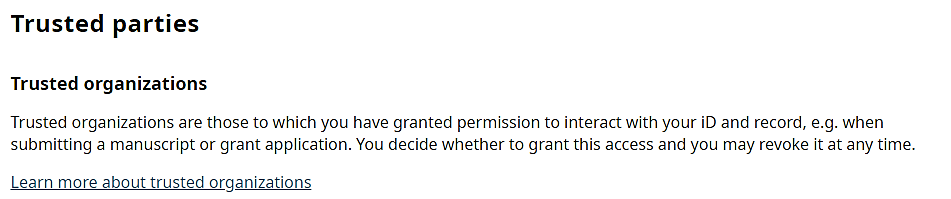 Trusted parties
Trusted organizations
Trusted organizations are those to which you have granted permission to interact with your iD and record, e.g. when
submitting a manuscript or grant application. You decide whether to grant this access and you may revoke it at any time.
Learn more about trusted organizations